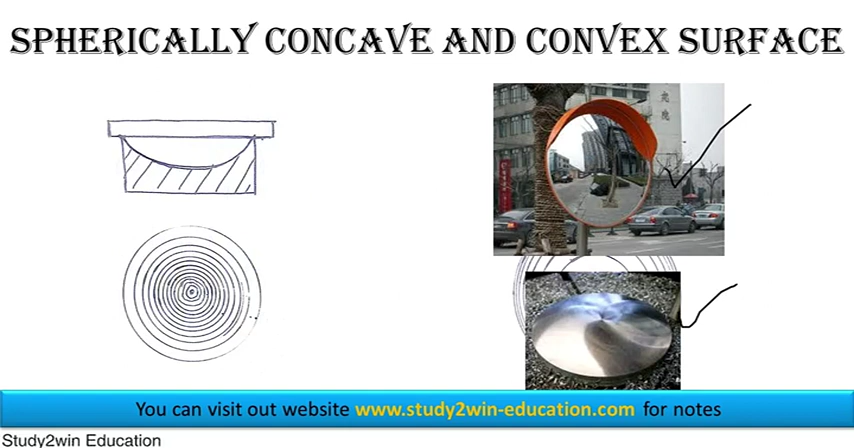 SPHERICALLY CONCAVE AND CONVEX SURFACE
You can visit out website www.study2win-education.com for notes
Study2win Education